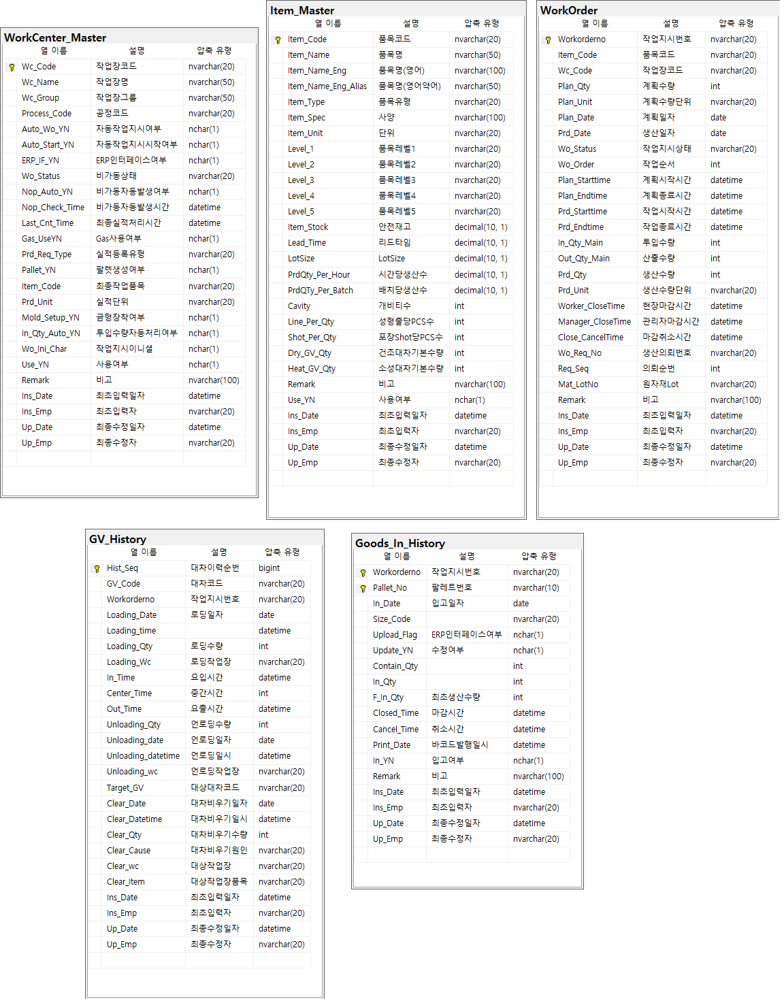 WorkCenter_Master
열 이름 설명 압축 유형
Wc_Code 작업장코드 nvarchar(20)
Wc_Name 작업장명 nvarchar(50)
Wc_Group 작업장그룹 nvarchar(50)
Process_Code 공정코드 nvarchar(20)
Auto_Wo_YN 자동작업지시여부 nchar(1)
Auto_Start_YN 자동작업지시시작여부 nchar(1)
ERP_IF_YN ERP인터페이스여부 nchar(1)
Wo_Status 비가동상태 nvarchar(20)
Nop_Auto_YN 비가동자동발생여부 nchar(1)
Nop_Check_Time 비가동자동발생시간 datetime
Last_Cnt_Time 최종실적처리시간 datetime
Gas_UseYN Gas사용여부 nchar(1)
Prd_Req_Type 실적등록유형 nvarchar(20)
Pallet_YN 팔렛생성여부 nchar(1)
Item_Code 최종작업품목 nvarchar(20)
Prd_Unit 실적단위 nvarchar(20)
Mold_Setup_YN 금형장착여부 nchar(1)
In_Qty_Auto_YN 투입수량자동처리여부 nchar(1)
Wo_Ini_Char 작업지시이니셜 nchar(1)
Use_YN 사용여부 nchar(1)
Remark 비고 nvarchar(100)
Ins_Date 최초입력일자 datetime
Ins_Emp 최초입력자 nvarchar(20)
Up_Date 최종수정일자 datetime
Up_Emp 최종수정자 nvarchar(20)
Item_Master
열 이름 설명 압축 유형
Item_Code 품목코드 nvarchar(20)
Item_Name 품목명 nvarchar(50)
Item_Name_Eng 품목명(영어) nvarchar(100)
Item_Name_Eng_Alias 품목명(영어약어) nvarchar(50)
Item_Type 품목유형 nvarchar(20)
Item_Spec 사양 nvarchar(100)
Item_Unit 단위 nvarchar(20)
Level_1 품목레벨1 nvarchar(20)
Level_2 품목레벨2 nvarchar(20)
Level_3 품목레벨3 nvarchar(20)
Level_4 품목레벨4 nvarchar(20)
Level_5 품목레벨5 nvarchar(20)
Item_Stock 안전재고 decimal(10, 1)
Lead_Time 리드타임 decimal(10, 1)
LotSize LotSize decimal(10, 1)
PrdQty_Per_Hour 시간당생산수 decimal(10, 1)
PrdQTy_Per_Batch 배치당생산수 decimal(10, 1)
Cavity 개비티수 int
Line_Per_Qty 성형줄당PCS수 int
Shot_Per_Qty 포장Shot당PCS수 int
Dry_GV_Qty 건조대차기본수량 int
Heat_GV_Qty 소성대차기본수량 int
Remark 비고 nvarchar(100)
Use_YN 사용여부 nchar(1)
Ins_Date 최초입력일자 datetime
Ins_Emp 최초입력자 nvarchar(20)
Up_Date 최종수정일자 datetime
Up_Emp 최종수정자 nvarchar(20)
WorkOrder
열 이름 설명 압축 유형
Workorderno 작업지시번호 nvarchar(20)
Item_Code 품목코드 nvarchar(20)
Wc_Code 작업장코드 nvarchar(20)
Plan_Qty 계획수량 int
Plan_Unit 계획수량단위 nvarchar(20)
Plan_Date 계획일자 date
Prd_Date 생산일자 date
Wo_Status 작업지시상태 nvarchar(20)
Wo_Order 작업순서 int
Plan_Starttime 계획시작시간 datetime
Plan_Endtime 계획종료시간 datetime
Prd_Starttime 작업시작시간 datetime
Prd_Endtime 작업종료시간 datetime
In_Qty_Main 투입수량 int
Out_Qty_Main 산출수량 int
Prd_Qty 생산수량 int
Prd_Unit 생산수량단위 nvarchar(20)
Worker_CloseTime 현장마감시간 datetime
Manager_CloseTime 관리자마감시간 datetime
Close_CancelTime 마감취소시간 datetime
Wo_Req_No 생산의뢰번호 nvarchar(20)
Req_Seq 의뢰순번 int
Mat_LotNo 원자재Lot nvarchar(20)
Remark 비고 nvarchar(100)
Ins_Date 최초입력일자 datetime
Ins_Emp 최초입력자 nvarchar(20)
Up_Date 최종수정일자 datetime
Up_Emp 최종수정자 nvarchar(20)
GV_History
열 이름 설명 압축 유형
Hist_Seq 대차이력순번 bigint
GV_Code 대차코드 nvarchar(20)
Workorderno 작업지시번호 nvarchar(20)
Loading_Date 로딩일자 date
Loading_time datetime
Loading_Qty 로딩수량 int
Loading_Wc 로딩작업장 nvarchar(20)
In_Time 요입시간 datetime
Center_Time 중간시간 int
Out_Time 요출시간 datetime
Unloading_Qty 언로딩수량 int
Unloading_date 언로딩일자 date
Unloading_datetime 언로딩일시 datetime
Unloading_wc 언로딩작업장 nvarchar(20)
Target_GV 대상대차코드 nvarchar(20)
Clear_Date 대차비우기일자 date
Clear_Datetime 대차비우기일시 datetime
Clear_Qty 대차비우기수량 int
Clear_Cause 대차비우기원인 nvarchar(20)
Clear_wc 대상작업장 nvarchar(20)
Clear_Item 대상작업장품목 nvarchar(20)
Ins_Date 최초입력일자 datetime
Ins_Emp 최초입력자 nvarchar(20)
Up_Date 최종수정일자 datetime
Up_Emp 최종수정자 nvarchar(20)
Goods_In_History
열 이름 설명 압축 유형
Workorderno 작업지시번호 nvarchar(20)
Pallet_No 팔레트번호 nvarchar(10)
In_Date 입고일자 date
Size_Code nvarchar(20)
Upload_Flag ERP인터페이스여부 nchar(1)
Update_YN 수정여부 nchar(1)
Contain_Qty int
In_Qty int
F_In_Qty 최초생산수량 int
Closed_Time 마감시간 datetime
Cancel_Time 취소시간 datetime
Print_Date 바코드발행일시 datetime
In_YN 입고여부 nchar(1)
Remark 비고 nvarchar(100)
Ins_Date 최초입력일자 datetime
Ins_Emp 최초입력자 nvarchar(20)
Up_Date 최종수정일자 datetime
Up_Emp 최종수정자 nvarchar(20)